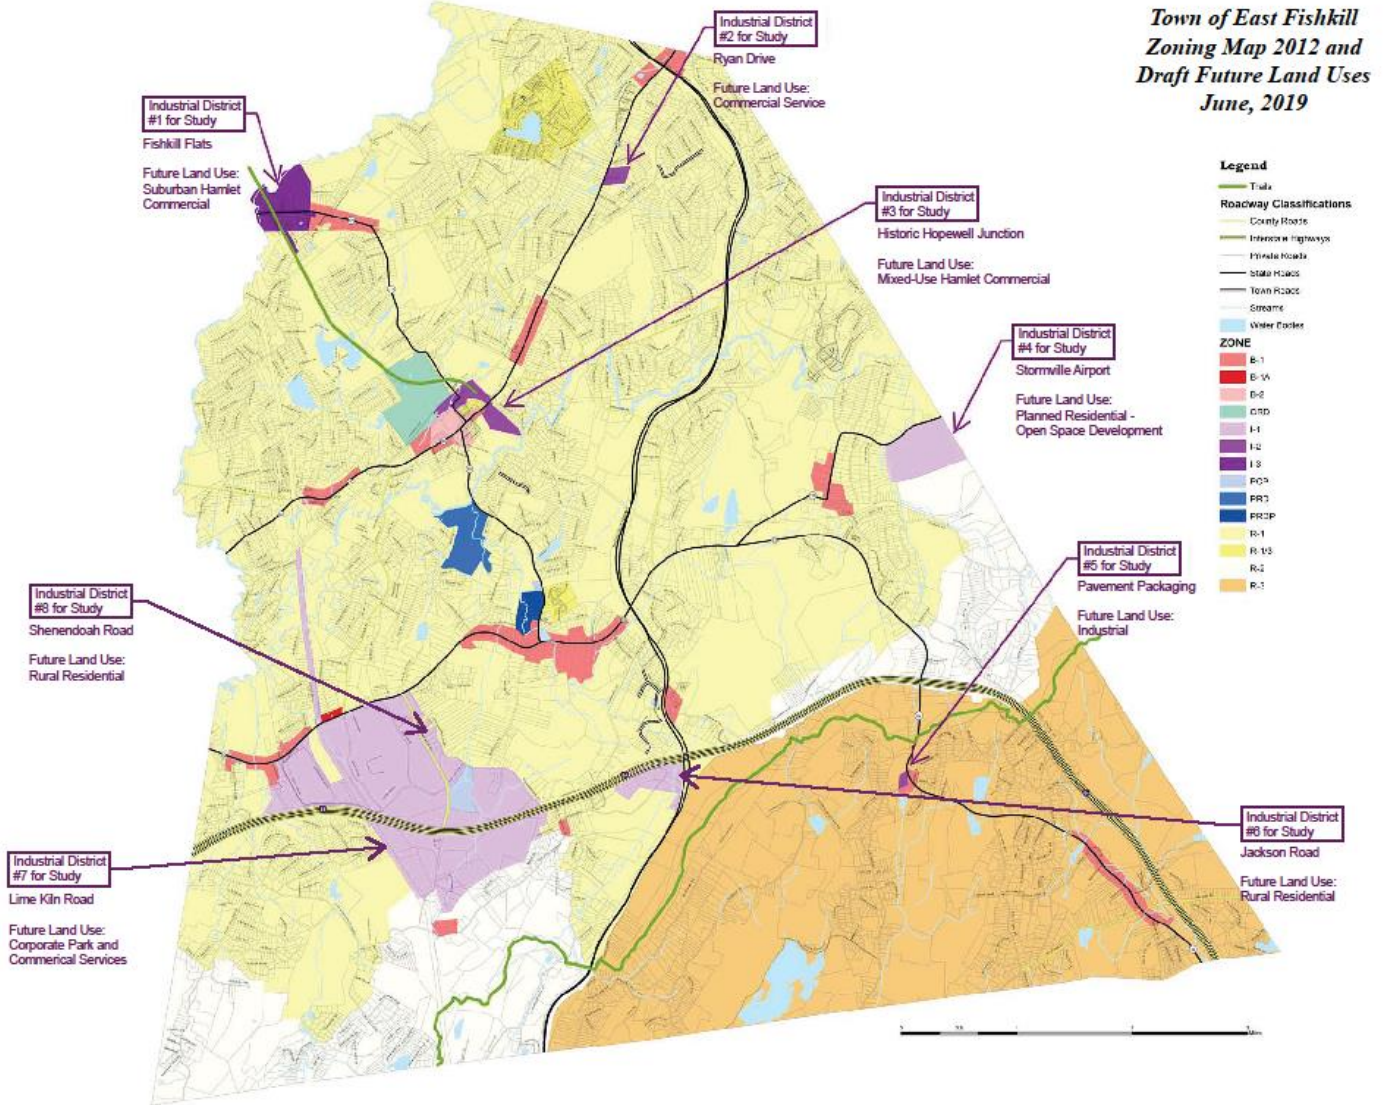 Town of East Fishkill
Zoning Map 2012 and
Draft Future Land Uses
June, 2019
Industrial District
#2 for Study
Ryan Drive
Future Land Use:
Commercial Service
Industrial District
#1 for Study
Fishkill Flats
Future Land Use:
Suburban Hamlet
Commercial
Industrial District
#3 for Study
Historic Hopewell Junction
Future Land Use:
Mixed-Use Hamlet Commercial
Industrial District
#4 for Study
Stormville Airport
Future Land Use:
Planned Residential -
Open Space Development
Industrial District
#5 for Study
Pavement Packaging
Future Land Use:
Industrial
Industrial District
#8 for Study
Shenendoah Road
Future Land Use:
Rural Residential
Industrial District
#6 for Study
Jackson Road
Future Land Use:
Rural Residential
Industrial District
#7 for Study
Lime Kiln Road
Future Land Use:
Corporate Park and
Commerical Services
Legend
Trails
Roadway Classifications
County Roads
Interstate Highways
Private Roads
State Roads
Town Roads
Streams
Water Bodies
ZONE
B-1
B-1A
B-2
I-1
I-2
I-3
PCP
PRD
PRDP
R-1
R-1/3
R-2
R-3